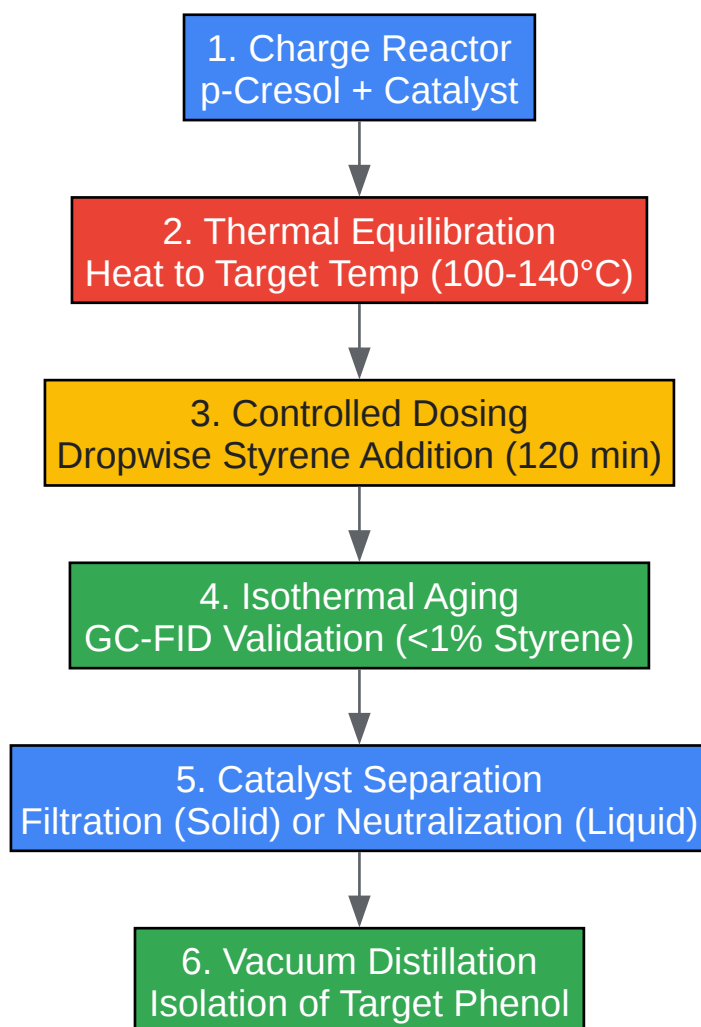 1. Charge Reactor
p-Cresol + Catalyst
2. Thermal Equilibration
Heat to Target Temp (100-140°C)
3. Controlled Dosing
Dropwise Styrene Addition (120 min)
4. Isothermal Aging
GC-FID Validation (<1% Styrene)
5. Catalyst Separation
Filtration (Solid) or Neutralization (Liquid)
6. Vacuum Distillation
Isolation of Target Phenol